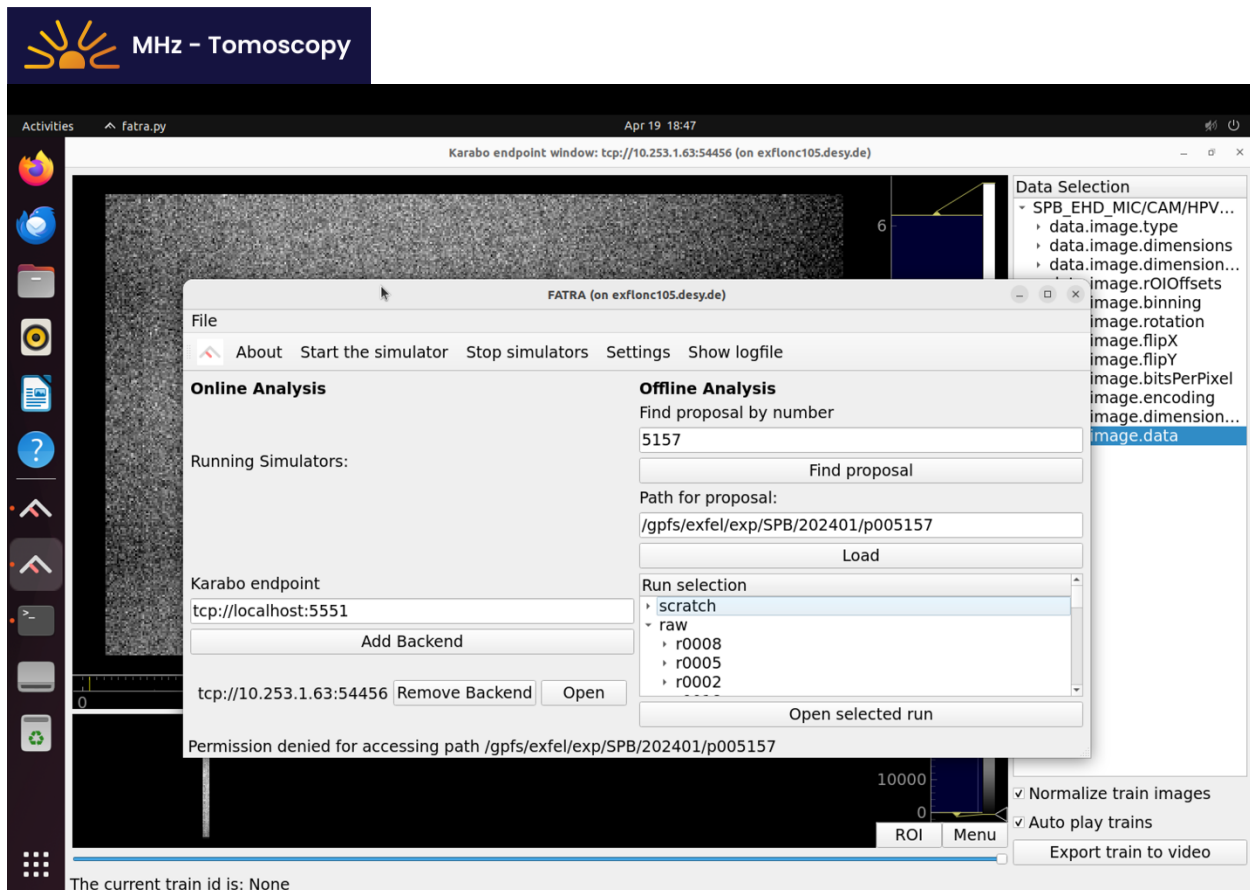 MHz - Tomoscopy
Activities fatra.py Apr 19 18:47
Karabo endpoint window: tcp://10.253.1.63:54456 (on exflonc105.desy.de)
6
Data Selection
SPB_EHD_MIC/CAM/HPV...
data.image.type
data.image.dimensions
data.image.dimension...
image.rOIOffsets
image.binning
image.rotation
image.flipX
image.flipY
image.bitsPerPixel
image.encoding
image.dimension...
image.data
FATRA (on exflonc105.desy.de)
File
About Start the simulator Stop simulators Settings Show logfile
Online Analysis
Running Simulators:
Karabo endpoint
tcp://localhost:5551
Add Backend
tcp://10.253.1.63:54456 Remove Backend Open
Offline Analysis
Find proposal by number
5157
Find proposal
Path for proposal:
/gpfs/exfel/exp/SPB/202401/p005157
Load
Run selection
scratch
raw
r0008
r0005
r0002
Open selected run
Permission denied for accessing path /gpfs/exfel/exp/SPB/202401/p005157
0
10000
0
ROI Menu
Normalize train images
Auto play trains
Export train to video
The current train id is: None